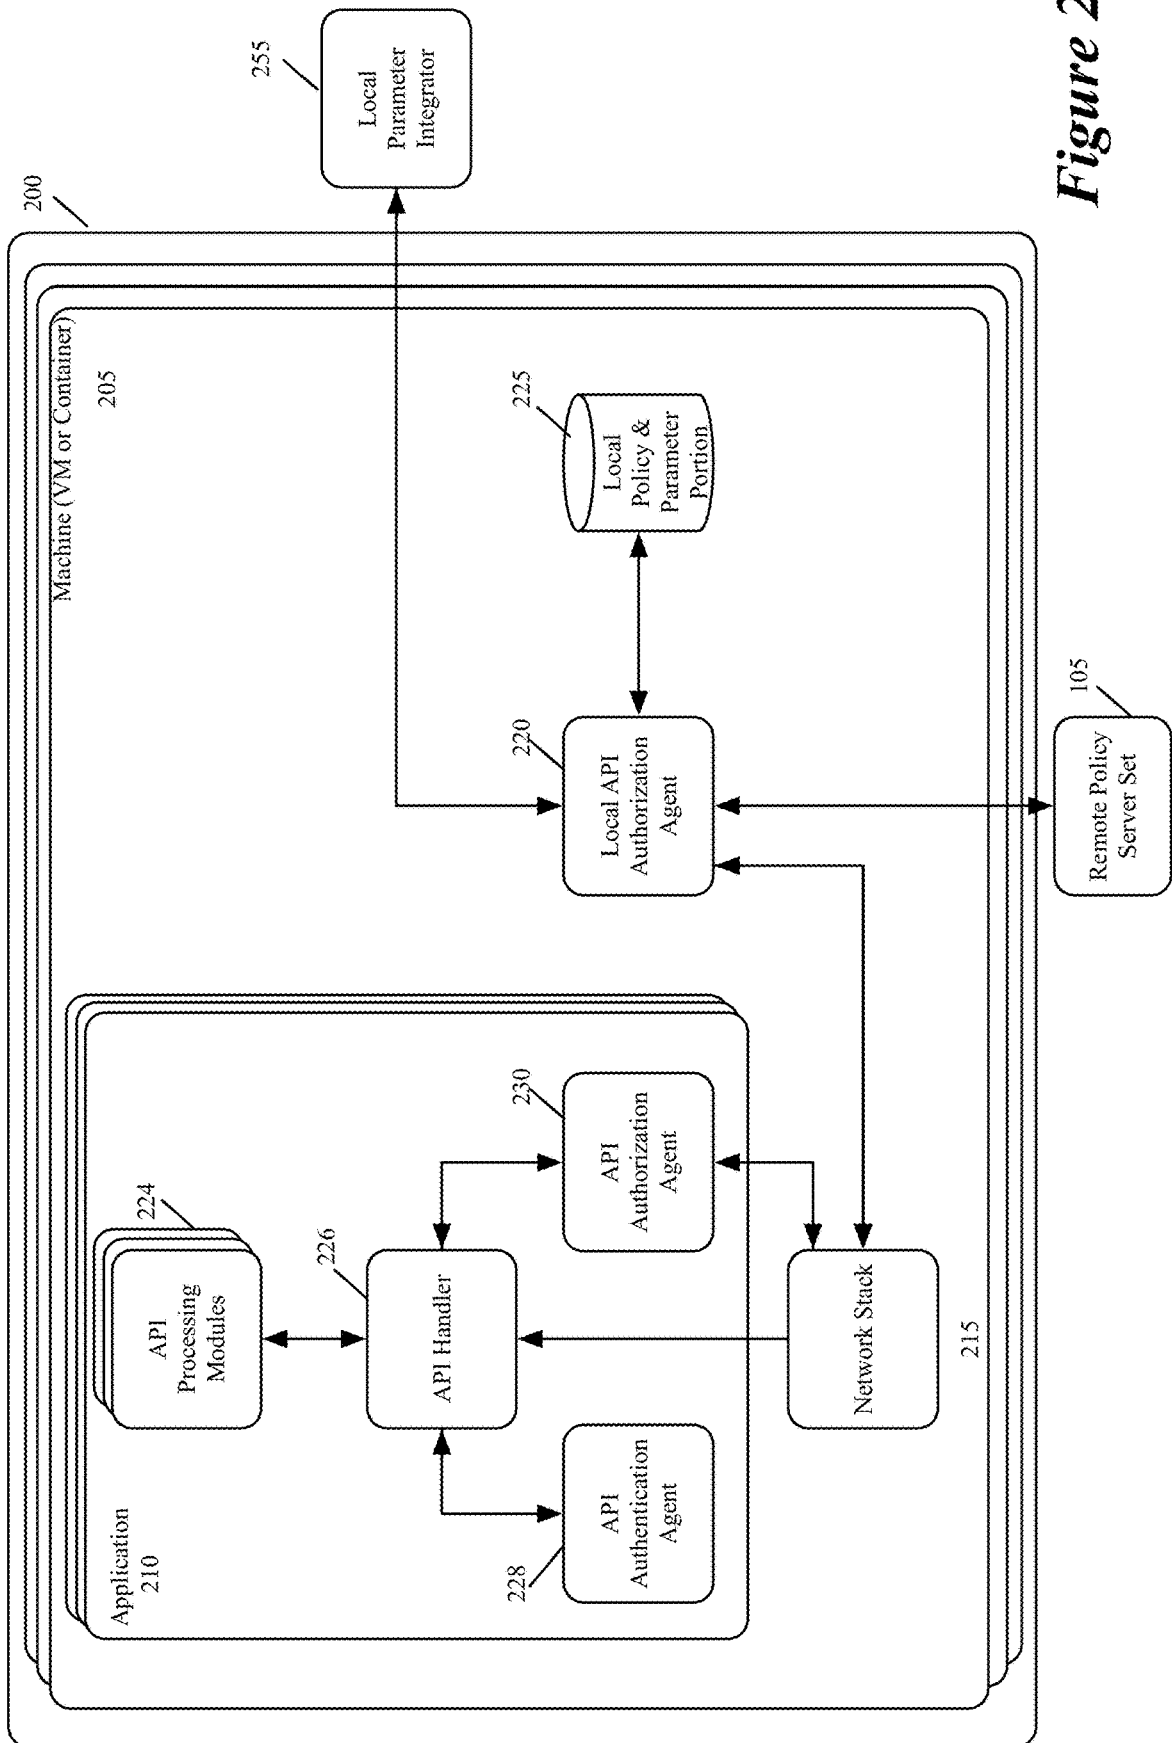 200
Machine (VM or Container)
205
Application
210
API
Processing
Modules
224
226
API Handler
228
API
Authentication
Agent
230
API
Authorization
Agent
Network Stack
215
220
Local API
Authorization
Agent
225
Local
Policy &
Parameter
Portion
255
Local
Parameter
Integrator
105
Remote Policy
Server Set
Figure 2